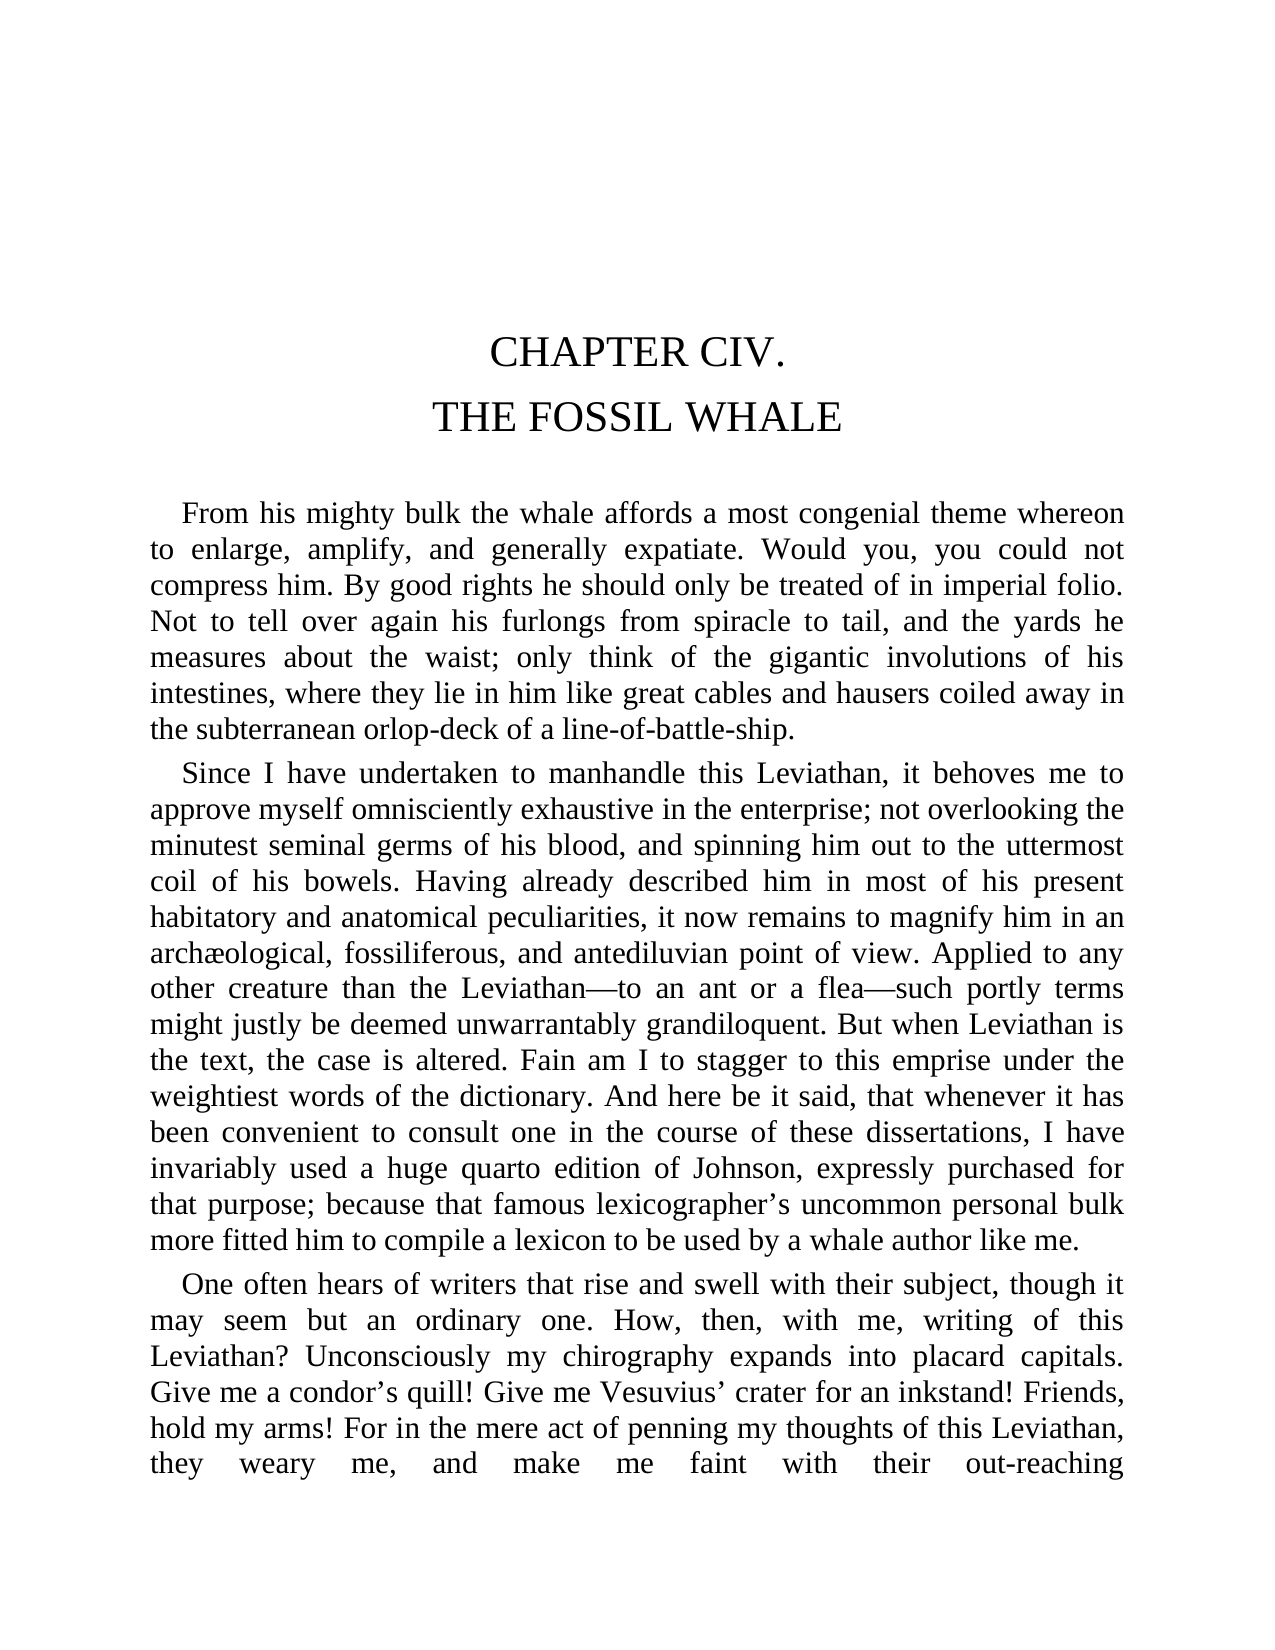 CHAPTER CIV.
THE FOSSIL WHALE
From his mighty bulk the whale affords a most congenial theme whereon
to enlarge, amplify, and generally expatiate. Would you, you could not
compress him. By good rights he should only be treated of in imperial folio.
Not to tell over again his furlongs from spiracle to tail, and the yards he
measures about the waist; only think of the gigantic involutions of his
intestines, where they lie in him like great cables and hausers coiled away in
the subterranean orlop-deck of a line-of-battle-ship.
Since I have undertaken to manhandle this Leviathan, it behoves me to
approve myself omnisciently exhaustive in the enterprise; not overlooking the
minutest seminal germs of his blood, and spinning him out to the uttermost
coil of his bowels. Having already described him in most of his present
habitatory and anatomical peculiarities, it now remains to magnify him in an
archæological, fossiliferous, and antediluvian point of view. Applied to any
other creature than the Leviathan—to an ant or a flea—such portly terms
might justly be deemed unwarrantably grandiloquent. But when Leviathan is
the text, the case is altered. Fain am I to stagger to this emprise under the
weightiest words of the dictionary. And here be it said, that whenever it has
been convenient to consult one in the course of these dissertations, I have
invariably used a huge quarto edition of Johnson, expressly purchased for
that purpose; because that famous lexicographer’s uncommon personal bulk
more fitted him to compile a lexicon to be used by a whale author like me.
One often hears of writers that rise and swell with their subject, though it
may seem but an ordinary one. How, then, with me, writing of this
Leviathan? Unconsciously my chirography expands into placard capitals.
Give me a condor’s quill! Give me Vesuvius’ crater for an inkstand! Friends,
hold my arms! For in the mere act of penning my thoughts of this Leviathan,
they weary me, and make me faint with their out-reaching